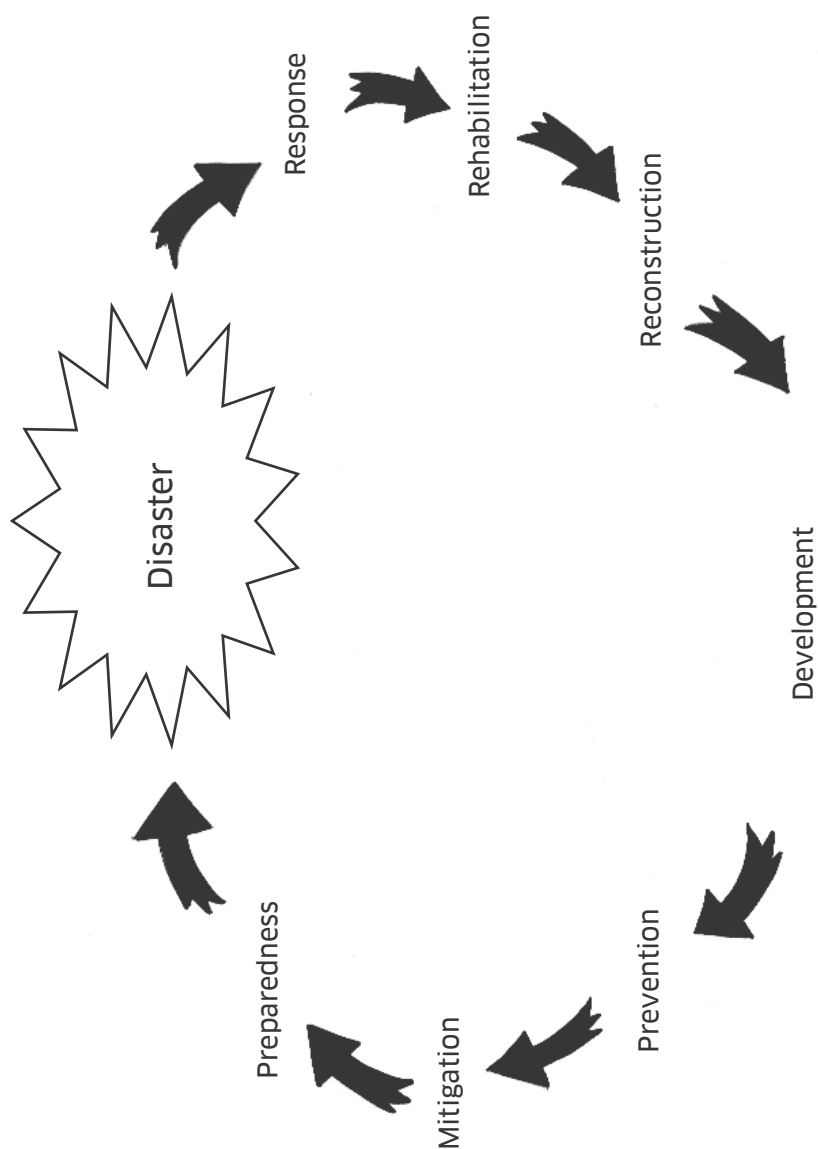 Disaster
Response
Rehabilitation
Reconstruction
Development
Prevention
Mitigation
Preparedness